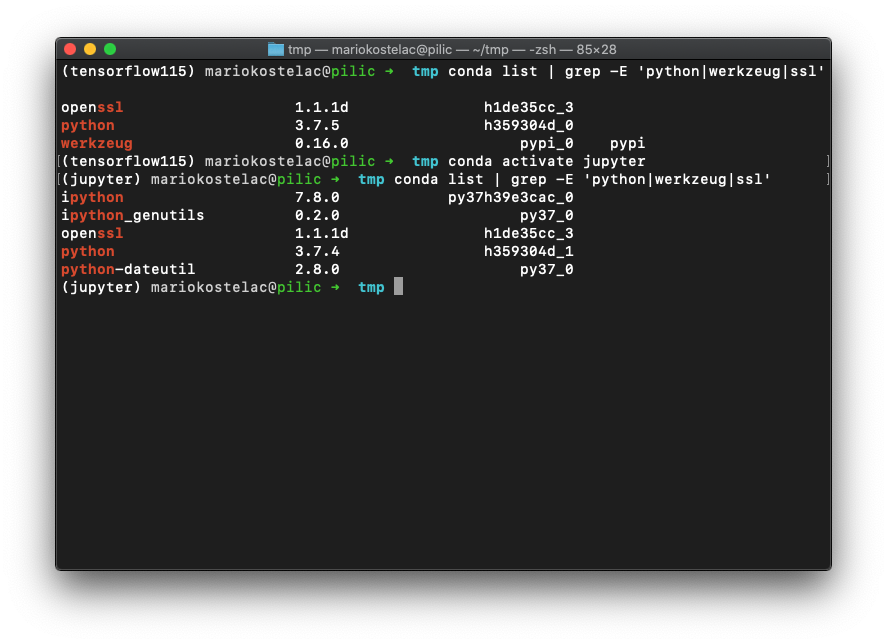 tmp — mariokostelac@pilic — ~/tmp — -zsh — 85×28
(tensorflow115) mariokostelac@pilic ➜  tmp conda list | grep -E 'python|werkzeug|ssl'
openssl                   1.1.1d               h1de35cc_3
python                    3.7.5                h359304d_0
werkzeug                  0.16.0                   pypi_0    pypi
[(tensorflow115) mariokostelac@pilic ➜  tmp conda activate jupyter                    ]
[(jupyter) mariokostelac@pilic ➜  tmp conda list | grep -E 'python|werkzeug|ssl'      ]
ipython                   7.8.0            py37h39e3cac_0
ipython_genutils          0.2.0                    py37_0
openssl                   1.1.1d               h1de35cc_3
python                    3.7.4                h359304d_1
python-dateutil           2.8.0                    py37_0
(jupyter) mariokostelac@pilic ➜  tmp